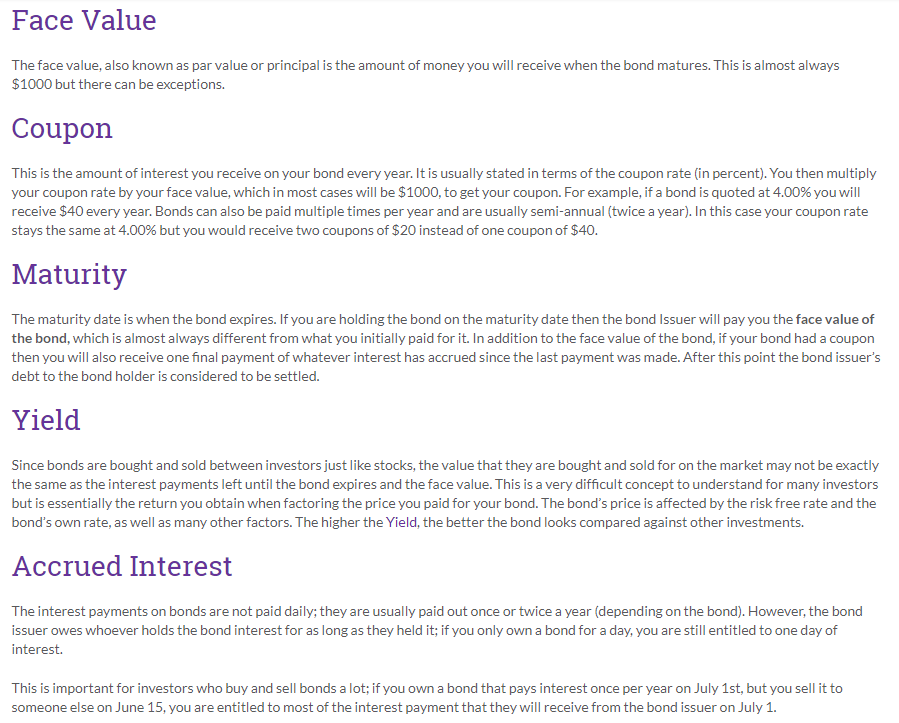 Face Value
The face value, also known as par value or principal is the amount of money you will receive when the bond matures. This is almost always
$1000 but there can be exceptions.
Coupon
This is the amount of interest you receive on your bond every year. It is usually stated in terms of the coupon rate (in percent). You then multiply
your coupon rate by your face value, which in most cases will be $1000, to get your coupon. For example, if a bond is quoted at 4.00% you will
receive $40 every year. Bonds can also be paid multiple times per year and are usually semi-annual (twice a year). In this case your coupon rate
stays the same at 4.00% but you would receive two coupons of $20 instead of one coupon of $40.
Maturity
The maturity date is when the bond expires. If you are holding the bond on the maturity date then the bond Issuer will pay you the face value of
the bond, which is almost always different from what you initially paid for it. In addition to the face value of the bond, if your bond had a coupon
then you will also receive one final payment of whatever interest has accrued since the last payment was made. After this point the bond issuer's
debt to the bond holder is considered to be settled.
Yield
Since bonds are bought and sold between investors just like stocks, the value that they are bought and sold for on the market may not be exactly
the same as the interest payments left until the bond expires and the face value. This is a very difficult concept to understand for many investors
but is essentially the return you obtain when factoring the price you paid for your bond. The bond's price is affected by the risk free rate and the
bond's own rate, as well as many other factors. The higher the Yield, the better the bond looks compared against other investments.
Accrued Interest
The interest payments on bonds are not paid daily; they are usually paid out once or twice a year (depending on the bond). However, the bond
issuer owes whoever holds the bond interest for as long as they held it; if you only own a bond for a day, you are still entitled to one day of
interest.
This is important for investors who buy and sell bonds a lot; if you own a bond that pays interest once per year on July 1st, but you sell it to
someone else on June 15, you are entitled to most of the interest payment that they will receive from the bond issuer on July 1.